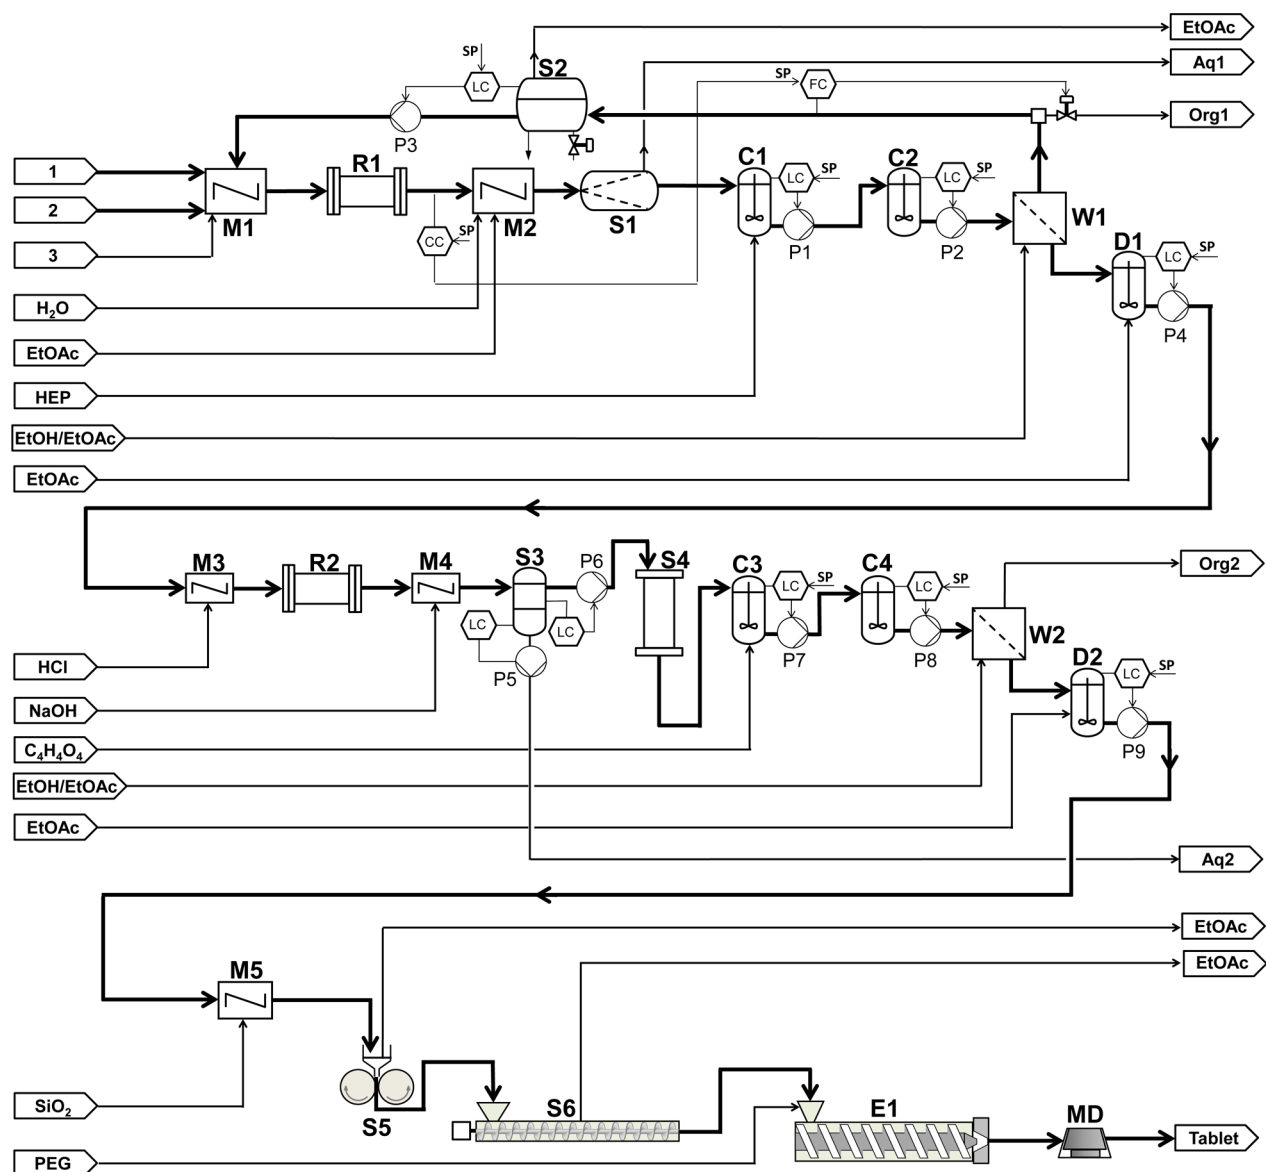 EtOAc
SP
S2
Aq1
LC
SP
FC
P3
Org1
1
R1
C1
C2
LC
SP
LC
SP
2
M1
M2
S1
W1
CC
SP
P1
P2
D1
LC
SP
3
H2O
P4
EtOAc
HEP
EtOH/EtOAc
EtOAc
M3
R2
M4
S3
P6
S4
C3
LC
SP
C4
LC
SP
Org2
LC
LC
P7
P8
W2
HCl
P5
D2
LC
SP
NaOH
C4H4O4
P9
EtOH/EtOAc
EtOAc
Aq2
EtOAc
M5
EtOAc
SiO2
S5
S6
E1
MD
Tablet
PEG